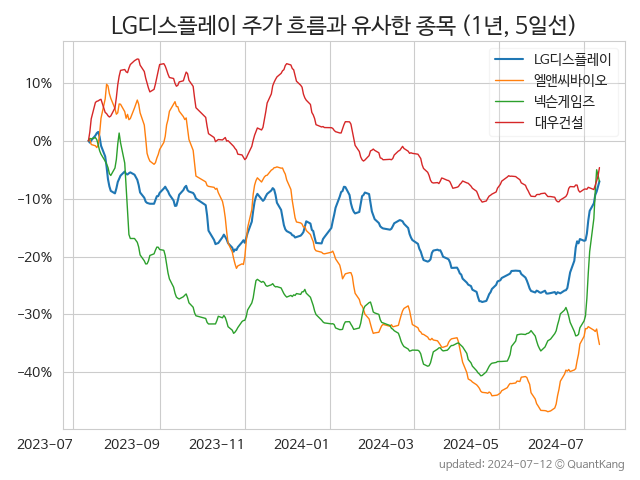 LG디스플레이 주가 흐름과 유사한 종목 (1년, 5일선)
LG디스플레이
엘앤씨바이오
넥슨게임즈
대우건설
10%
0%
−10%
−20%
−30%
−40%
2023-07
2023-09
2023-11
2024-01
2024-03
2024-05
2024-07
updated: 2024-07-12 © QuantKang